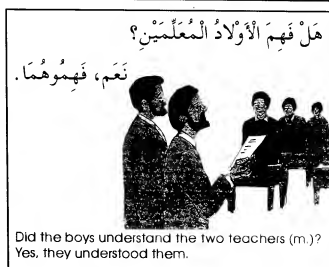 هَلْ فَهِمَ الْأَوْلَادُ الْمُعَلِّمَيْنِ؟
نَعَم، فَهِمُوهُمَا.
Did the boys understand the two teachers (m.)?
Yes, they understood them.